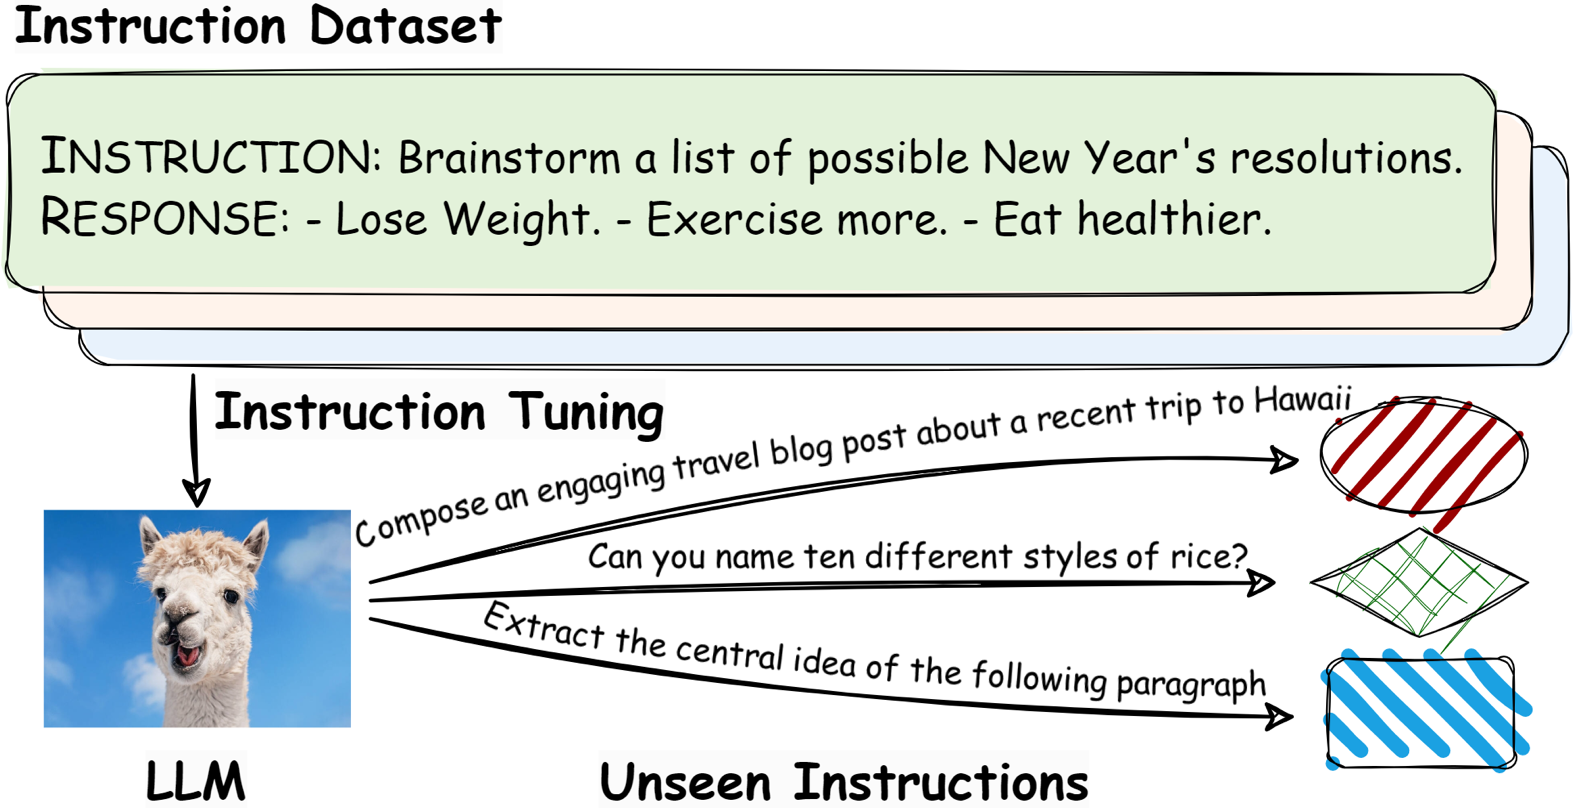 Instruction Dataset
INSTRUCTION: Brainstorm a list of possible New Year's resolutions.
RESPONSE: - Lose Weight. - Exercise more. - Eat healthier.
Instruction Tuning
Compose an engaging travel blog post about a recent trip to Hawaii
Can you name ten different styles of rice?
Extract the central idea of the following paragraph
LLM
Unseen Instructions